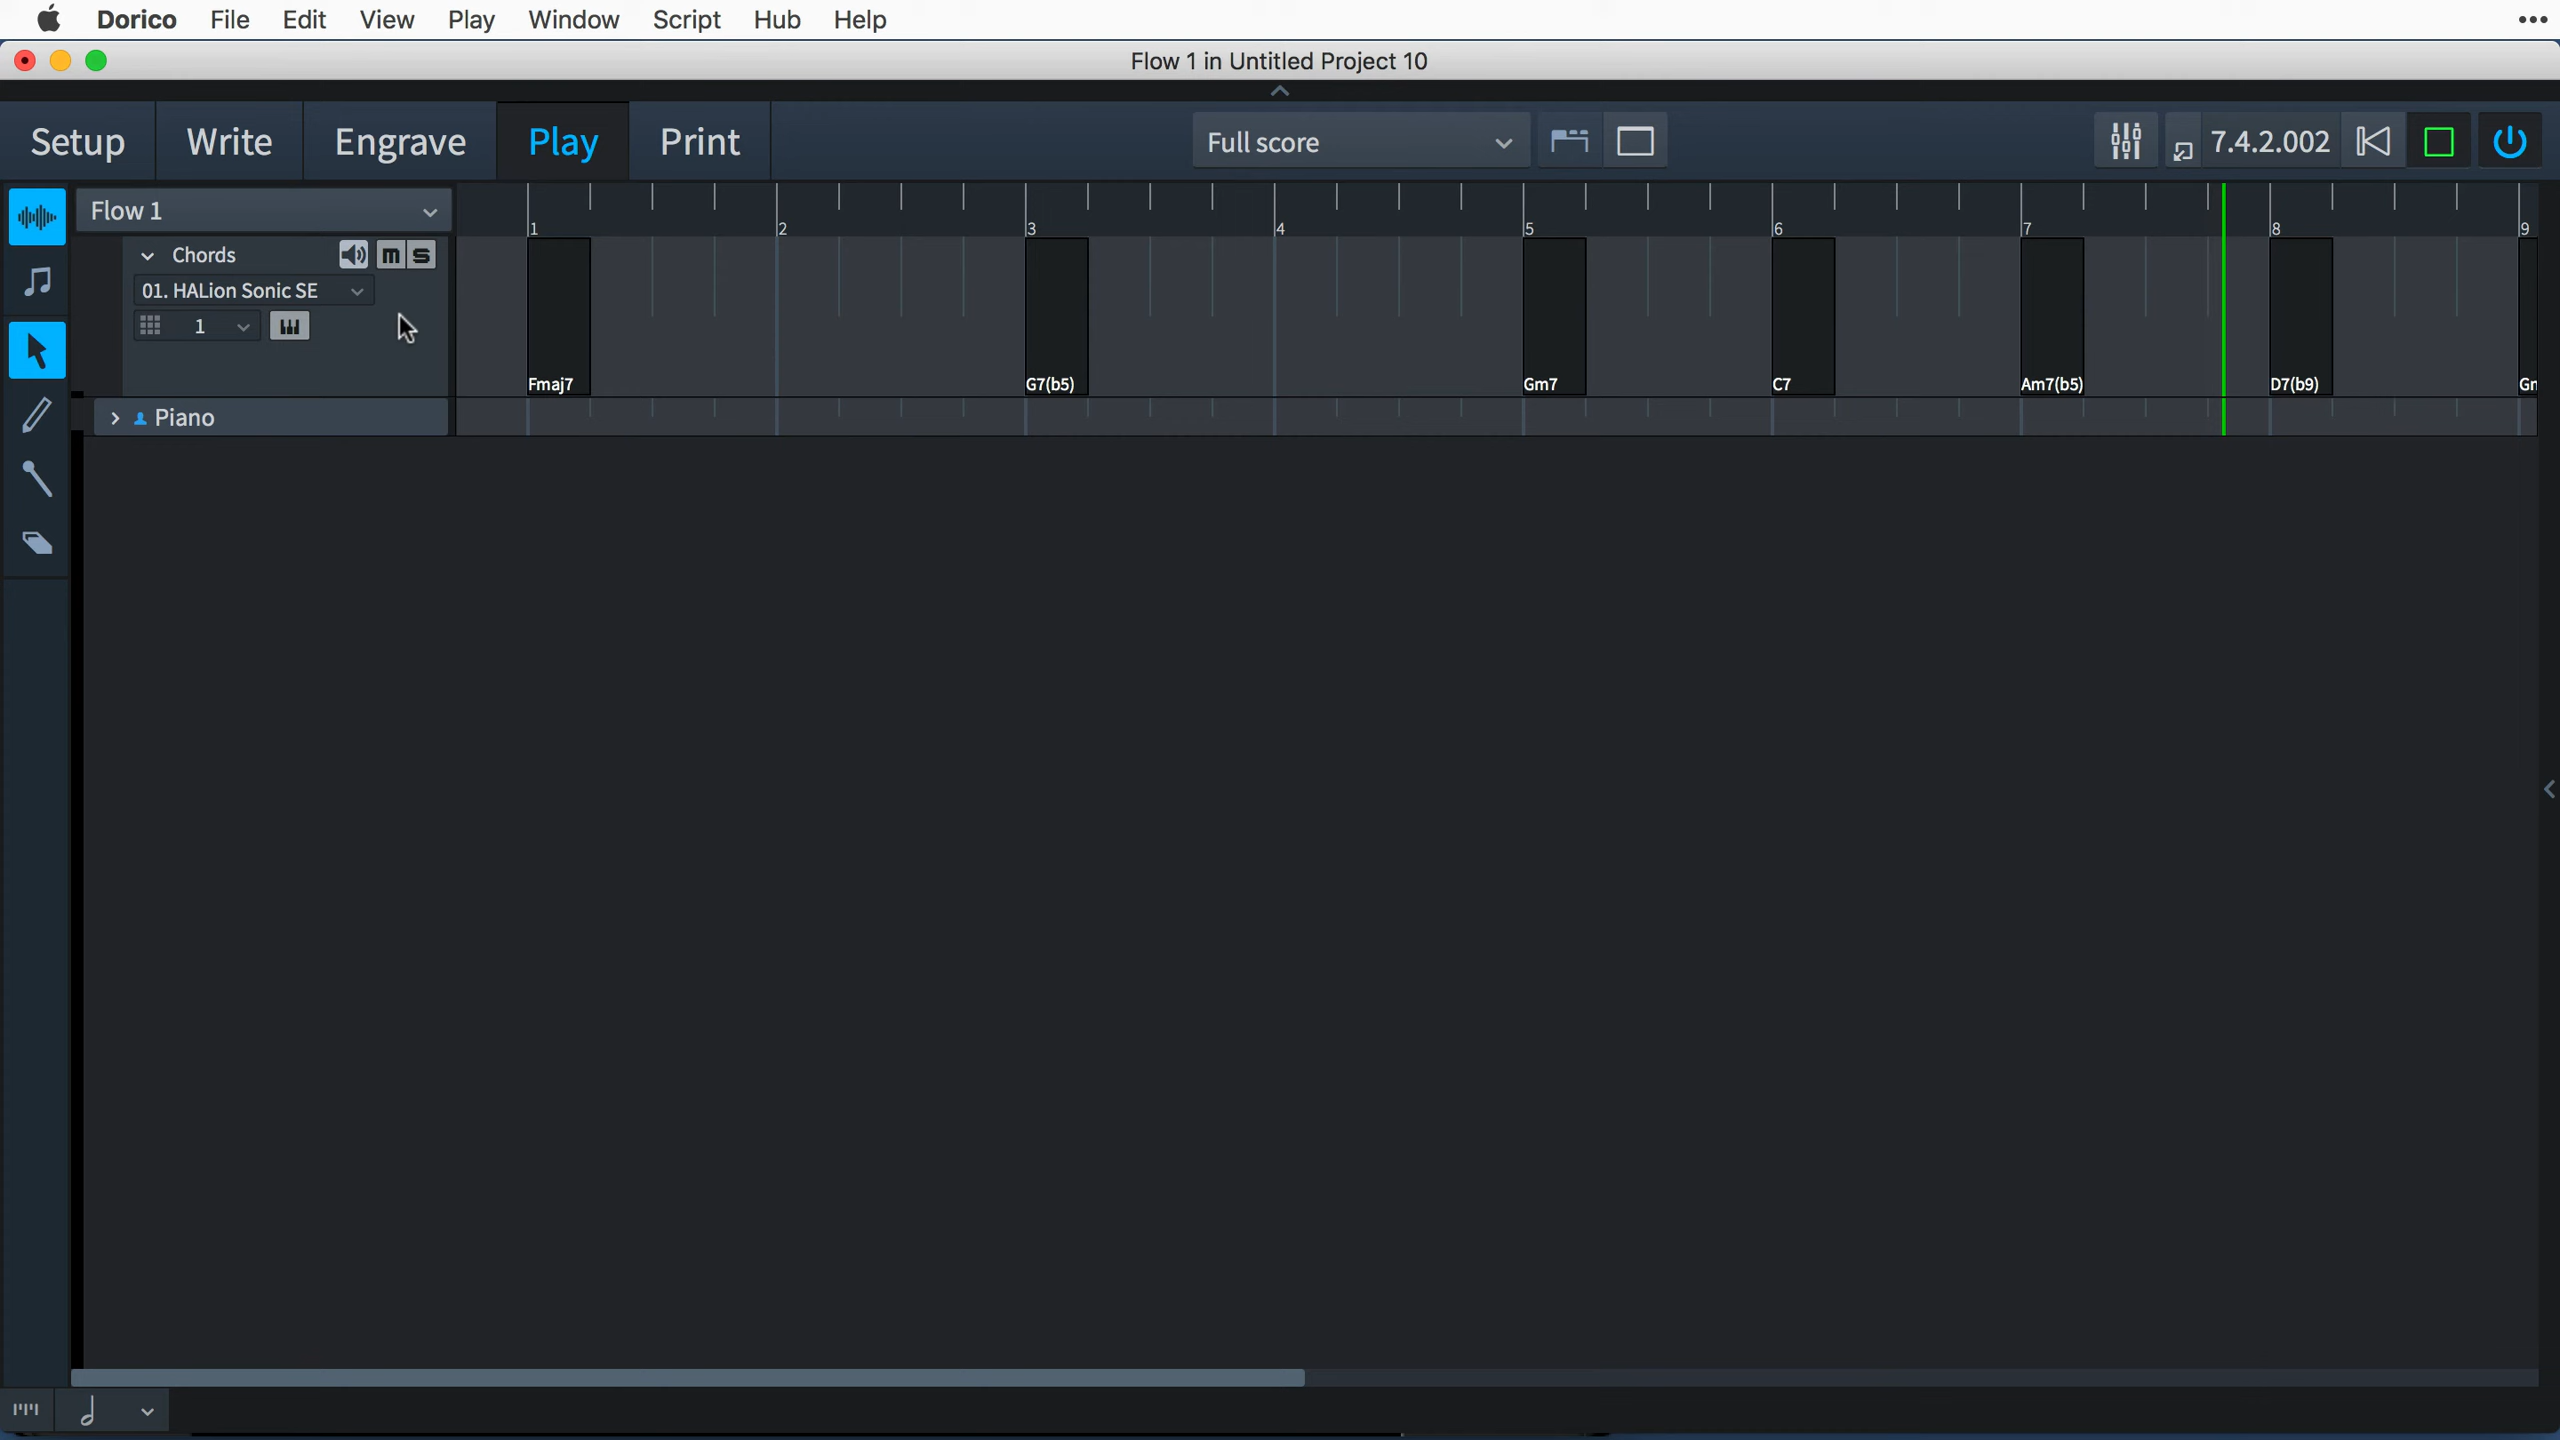 Dorico File Edit View Play Window Script Hub Help
Flow 1 in Untitled Project 10
Setup Write Engrave Play Print Full score 7.4.2.002
Flow 1
1 2 3 4 5 6 7 8 9
Chords m s
01. HALion Sonic SE
1
Fmaj7 G7(b5) Gm7 C7 Am7(b5) D7(b9)
Piano